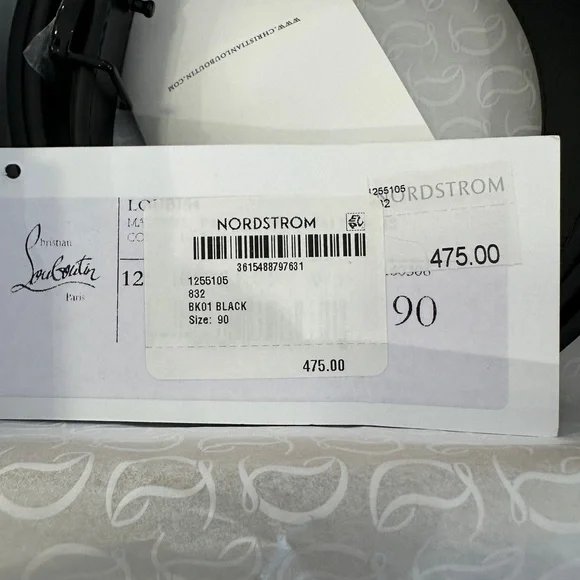 WWW.CHRISTIANLOUBOUTIN.COM
1255105
NORDSTROM
475.00
Christian
Louboutin
Paris
12
NORDSTROM
3615488797631
1255105
832
BK01 BLACK
Size: 90
475.00
90